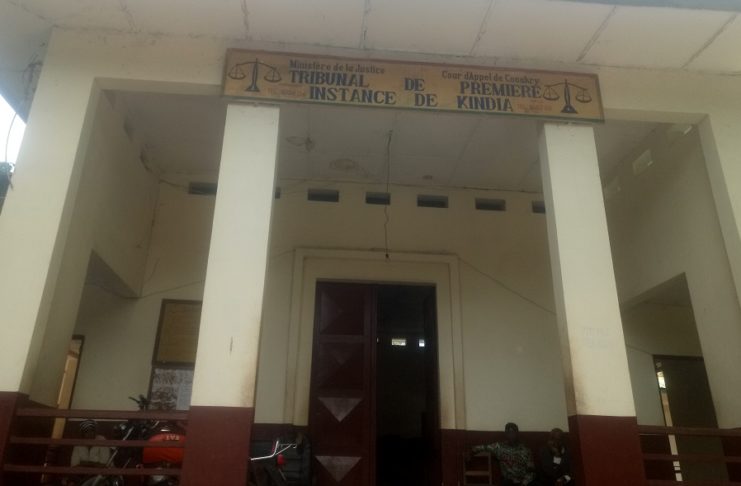 Ministère de la Justice
Cour d'Appel de Conakry
TRIBUNAL DE PREMIERE
INSTANCE DE KINDIA